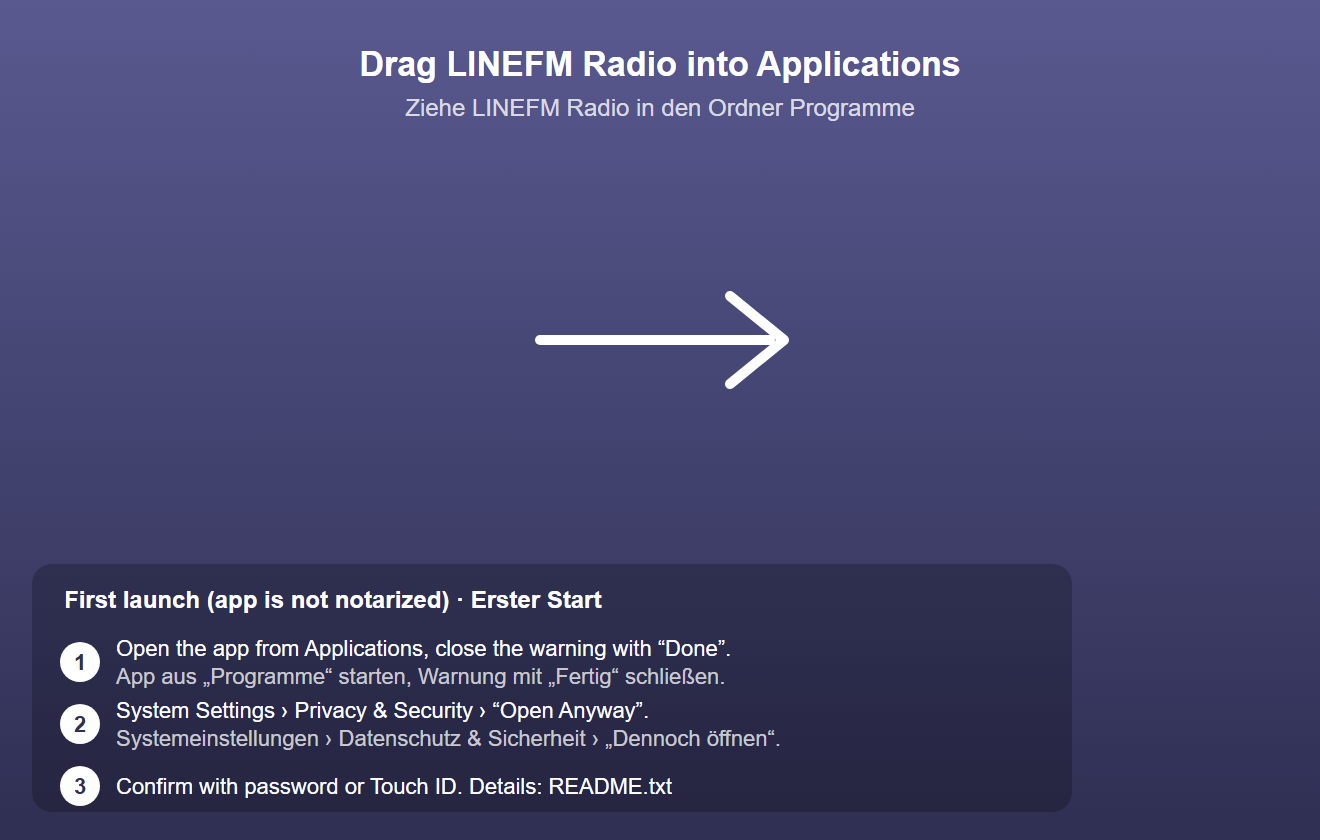 Drag LINEFM Radio into Applications
Ziehe LINEFM Radio in den Ordner Programme
First launch (app is not notarized) · Erster Start
1 Open the app from Applications, close the warning with “Done”.
App aus „Programme“ starten, Warnung mit „Fertig“ schließen.
2 System Settings › Privacy & Security › “Open Anyway”.
Systemeinstellungen › Datenschutz & Sicherheit › „Dennoch öffnen“.
3 Confirm with password or Touch ID. Details: README.txt